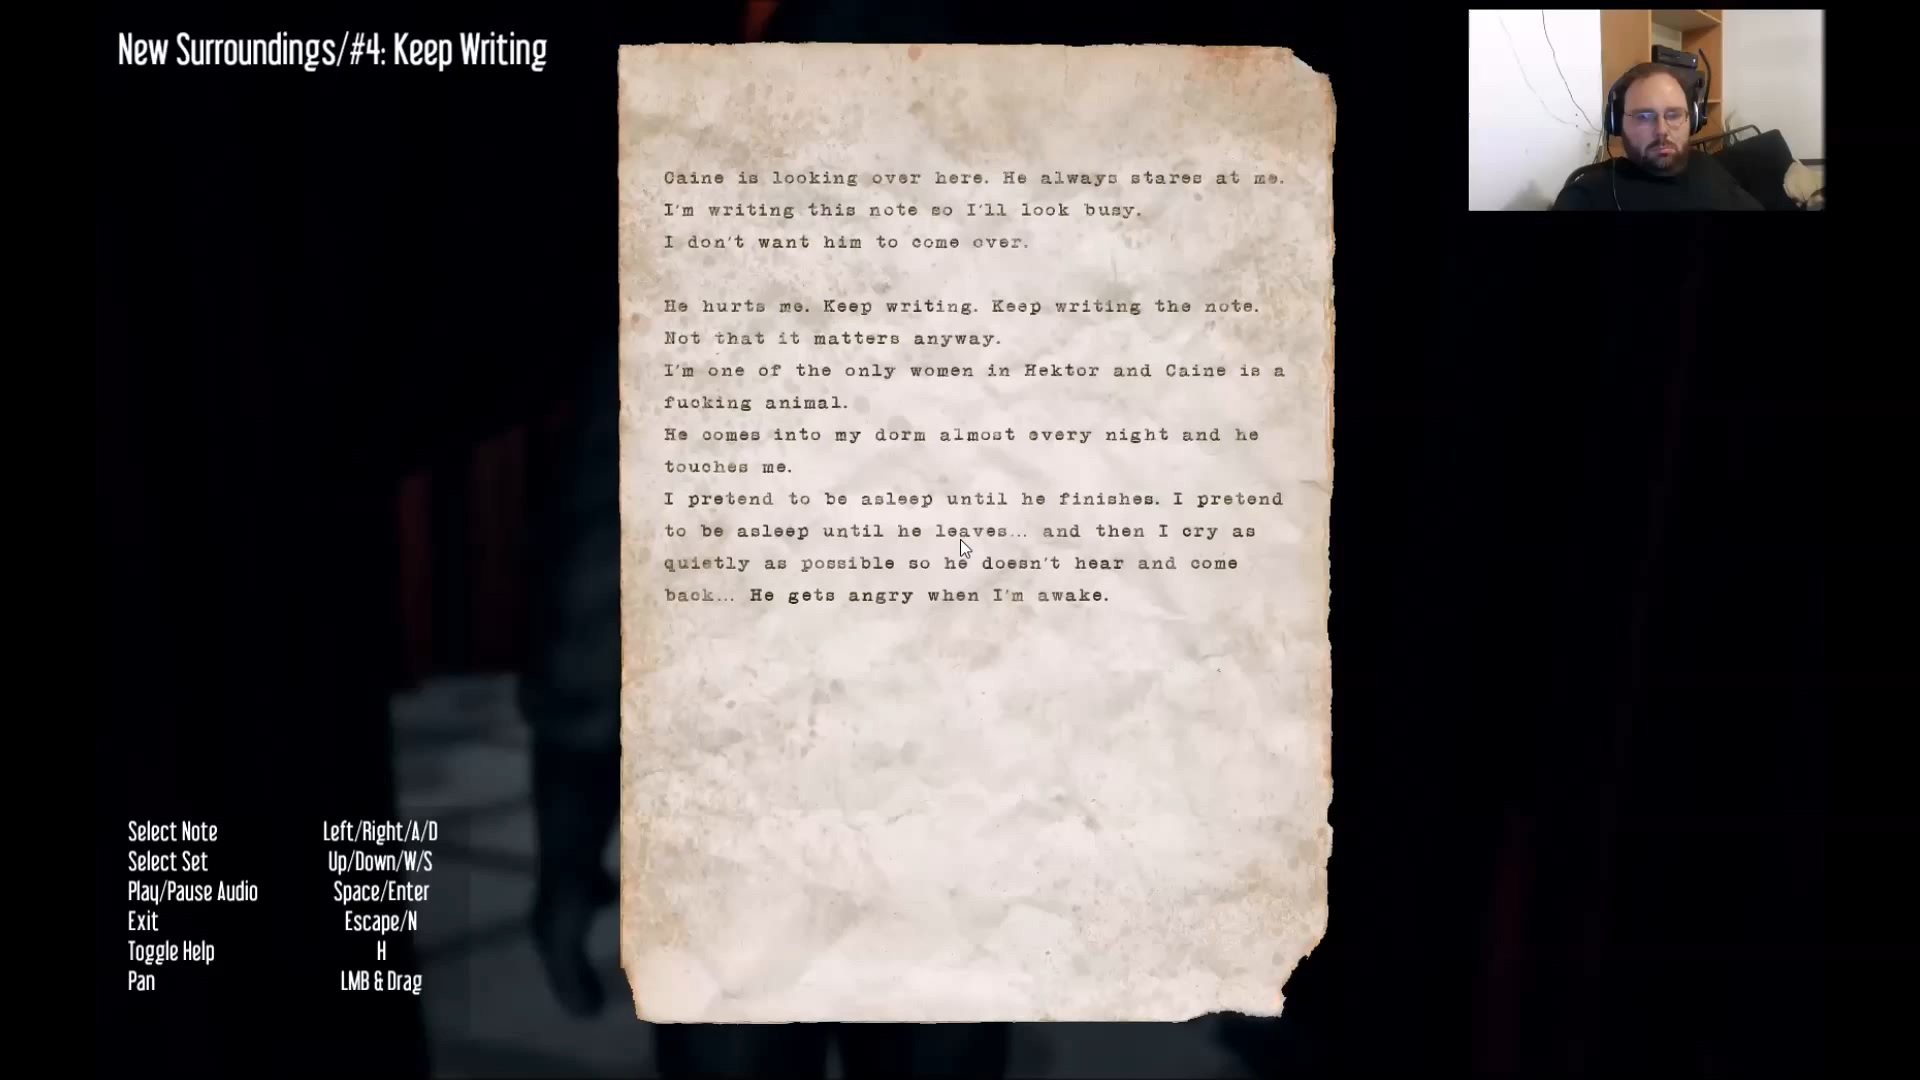 New Surroundings/#4: Keep Writing
Caine is looking over here. He always stares at me.
I'm writing this note so I'll look busy.
I don't want him to come over.
He hurts me. Keep writing. Keep writing the note.
Not that it matters anyway.
I'm one of the only women in Hektor and Caine is a
fucking animal.
He comes into my dorm almost every night and he
touches me.
I pretend to be asleep until he finishes. I pretend
to be asleep until he leaves... and then I cry as
quietly as possible so he doesn't hear and come
back... He gets angry when I'm awake.
Select Note Left/Right/A/D
Select Set Up/Down/W/S
Play/Pause Audio Space/Enter
Exit Escape/N
Toggle Help H
Pan LMB & Drag